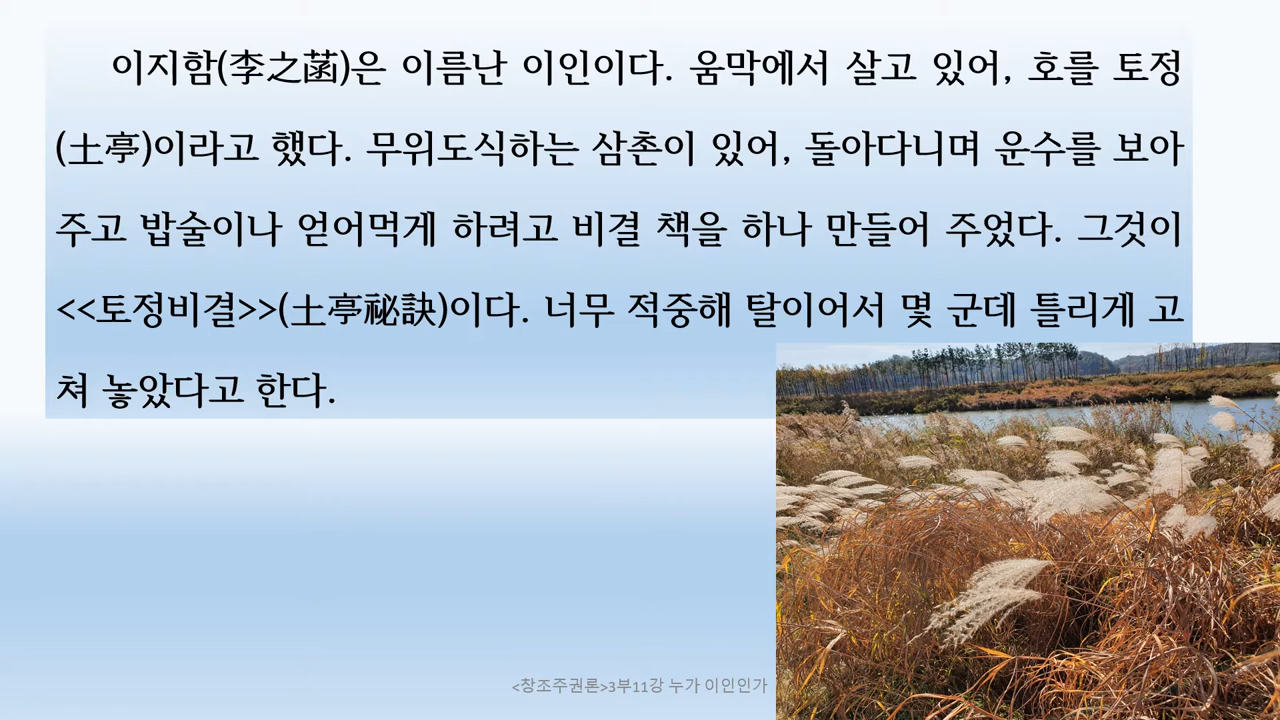 이지함(李之菡)은 이름난 이인이다. 움막에서 살고 있어, 호를 토정
(土亭)이라고 했다. 무위도식하는 삼촌이 있어, 돌아다니며 운수를 보아
주고 밥술이나 얻어먹게 하려고 비결 책을 하나 만들어 주었다. 그것이
<<토정비결>>(土亭祕訣)이다. 너무 적중해 탈이어서 몇 군데 틀리게 고
쳐 놓았다고 한다.
<창조주권론>3부11강 누가 이인인가